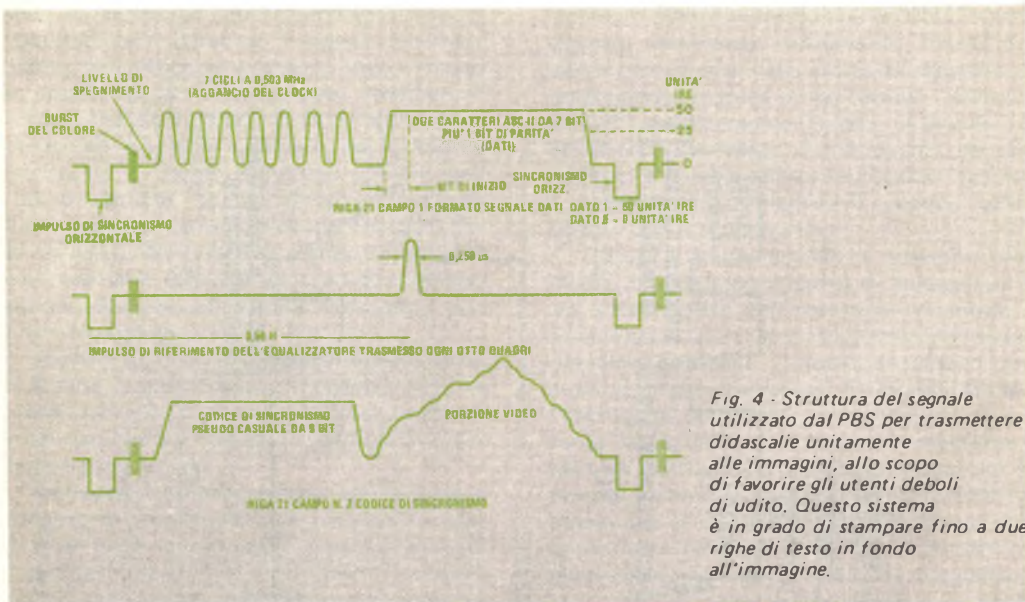 LIVELLO DI
SPEGNIMENTO
7 CICLI A 0,503 MHz
(AGGANCIO DEL CLOCK)
BURST
DEL COLORE
UNITA'
IRE
50
25
0
DUE CARATTERI ASC-II DA 7 BIT
PIU' 1 BIT DI PARITA'
(DATI)
INIZIO
SINCRONISMO
ORIZZ.
IMPULSO DI SINCRONISMO
ORIZZONTALE
RIGA 21 CAMPO 1 FORMATO SEGNALE DATI DATO 1 - 50 UNITA' IRE
DATO 0 - 0 UNITA' IRE
0,250 µs
IMPULSO DI RIFERIMENTO DELL'EQUALIZZATORE TRASMESSO OGNI OTTO QUADRI
CODICE DI SINCRONISMO
PSEUDO CASUALE DA 8 BIT
PORZIONE VIDEO
RIGA 21 CAMPO N. 2 CODICE DI SINCRONISMO
Fig. 4 - Struttura del segnale
utilizzato dal PBS per trasmettere
didascalie unitamente
alle immagini, allo scopo
di favorire gli utenti deboli
di udito. Questo sistema
è in grado di stampare fino a due
righe di testo in fondo
all'immagine.